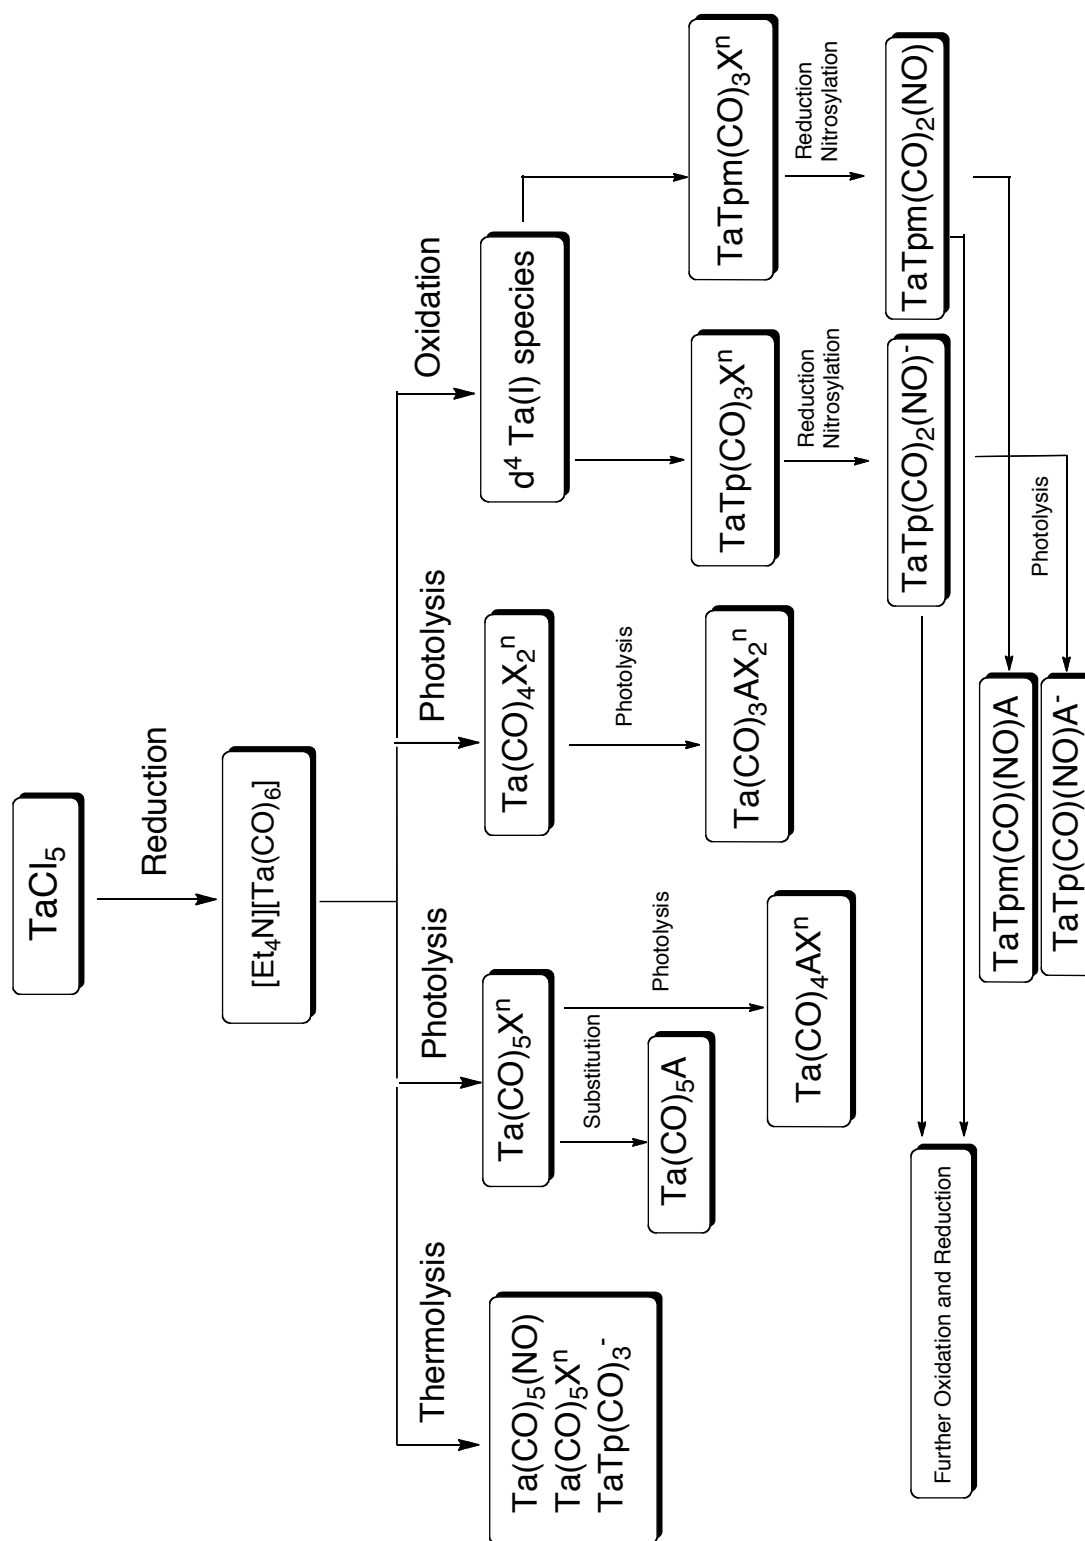 TaCl₅
Reduction
[Et₄N][Ta(CO)₆]
Thermolysis
Photolysis
Photolysis
Oxidation
Ta(CO)₅(NO)
Ta(CO)₅Xⁿ
TaTp(CO)₃⁻
Ta(CO)₅Xⁿ
Ta(CO)₄X₂ⁿ
d⁴ Ta(I) species
Substitution
Photolysis
Photolysis
Ta(CO)₅A
Ta(CO)₄AXⁿ
Ta(CO)₃AX₂ⁿ
TaTp(CO)₃Xⁿ
TaTpm(CO)₃Xⁿ
Reduction
Nitrosylation
Reduction
Nitrosylation
TaTp(CO)₂(NO)⁻
TaTpm(CO)₂(NO)
Further Oxidation and Reduction
Photolysis
TaTpm(CO)(NO)A
TaTp(CO)(NO)A⁻